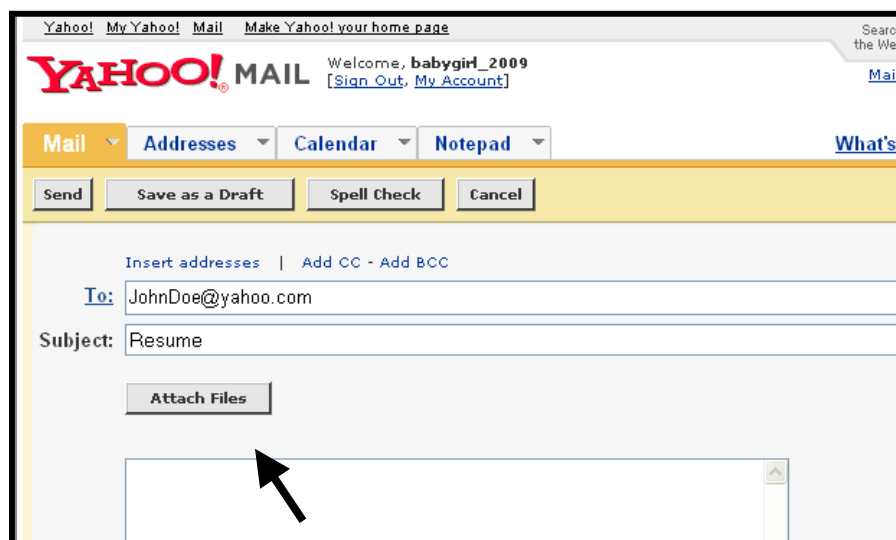 Yahoo! My Yahoo! Mail Make Yahoo! your home page
YAHOO!® MAIL
Welcome, babygirl_2009
[Sign Out, My Account]
Mail Addresses Calendar Notepad What's
Send Save as a Draft Spell Check Cancel
Insert addresses | Add CC - Add BCC
To: JohnDoe@yahoo.com
Subject: Resume
Attach Files